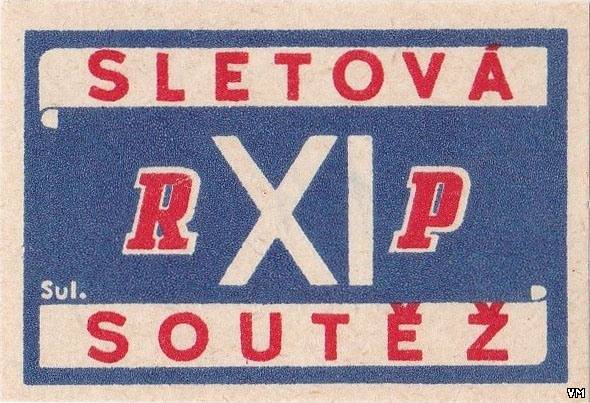 SLETOVÁ
R XI P
Sul.
SOUTĚŽ
VM